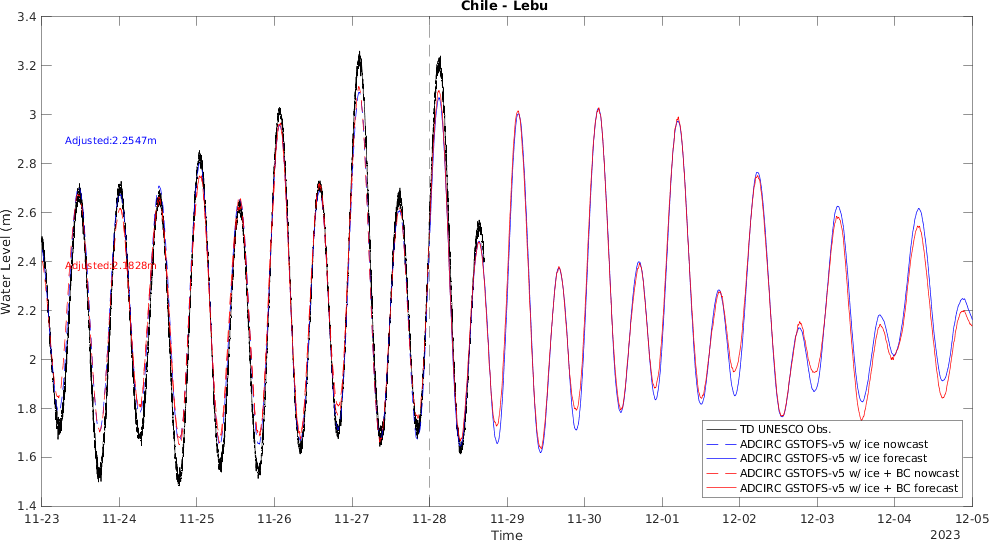 Chile - Lebu
3.4
3.2
3
2.8
2.6
2.4
2.2
2
1.8
1.6
1.4
Water Level (m)
Adjusted:2.2547m
Adjusted:2.1828m
TD UNESCO Obs.
ADCIRC GSTOFS-v5 w/ ice nowcast
ADCIRC GSTOFS-v5 w/ ice forecast
ADCIRC GSTOFS-v5 w/ ice + BC nowcast
ADCIRC GSTOFS-v5 w/ ice + BC forecast
11-23 11-24 11-25 11-26 11-27 11-28 11-29 11-30 12-01 12-02 12-03 12-04 12-05
Time
2023